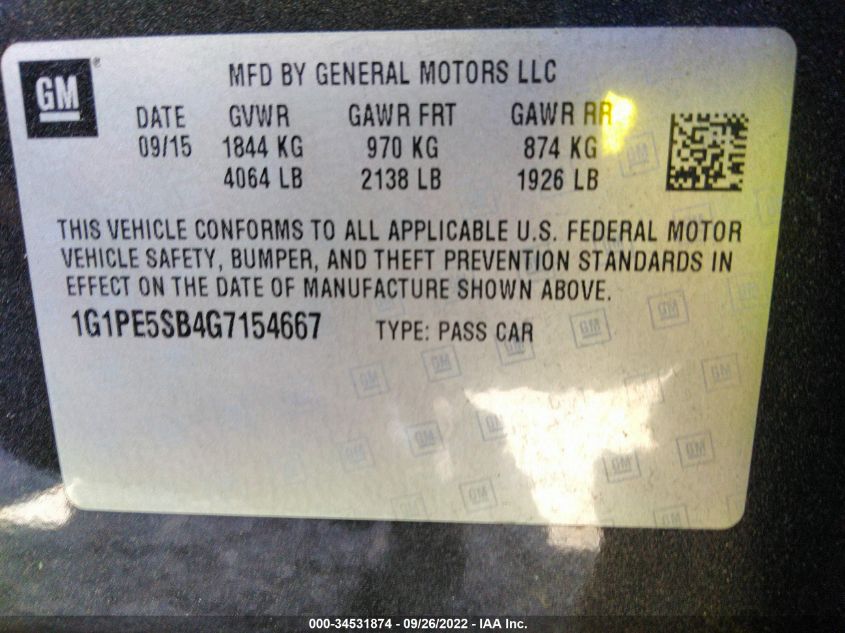 GM®
MFD BY GENERAL MOTORS LLC
DATE GVWR GAWR FRT GAWR RR
09/15 1844 KG 970 KG 874 KG
4064 LB 2138 LB 1926 LB
THIS VEHICLE CONFORMS TO ALL APPLICABLE U.S. FEDERAL MOTOR
VEHICLE SAFETY, BUMPER, AND THEFT PREVENTION STANDARDS IN
EFFECT ON THE DATE OF MANUFACTURE SHOWN ABOVE.
1G1PE5SB4G7154667 TYPE: PASS CAR
000-34531874 - 09/26/2022 - IAA Inc.